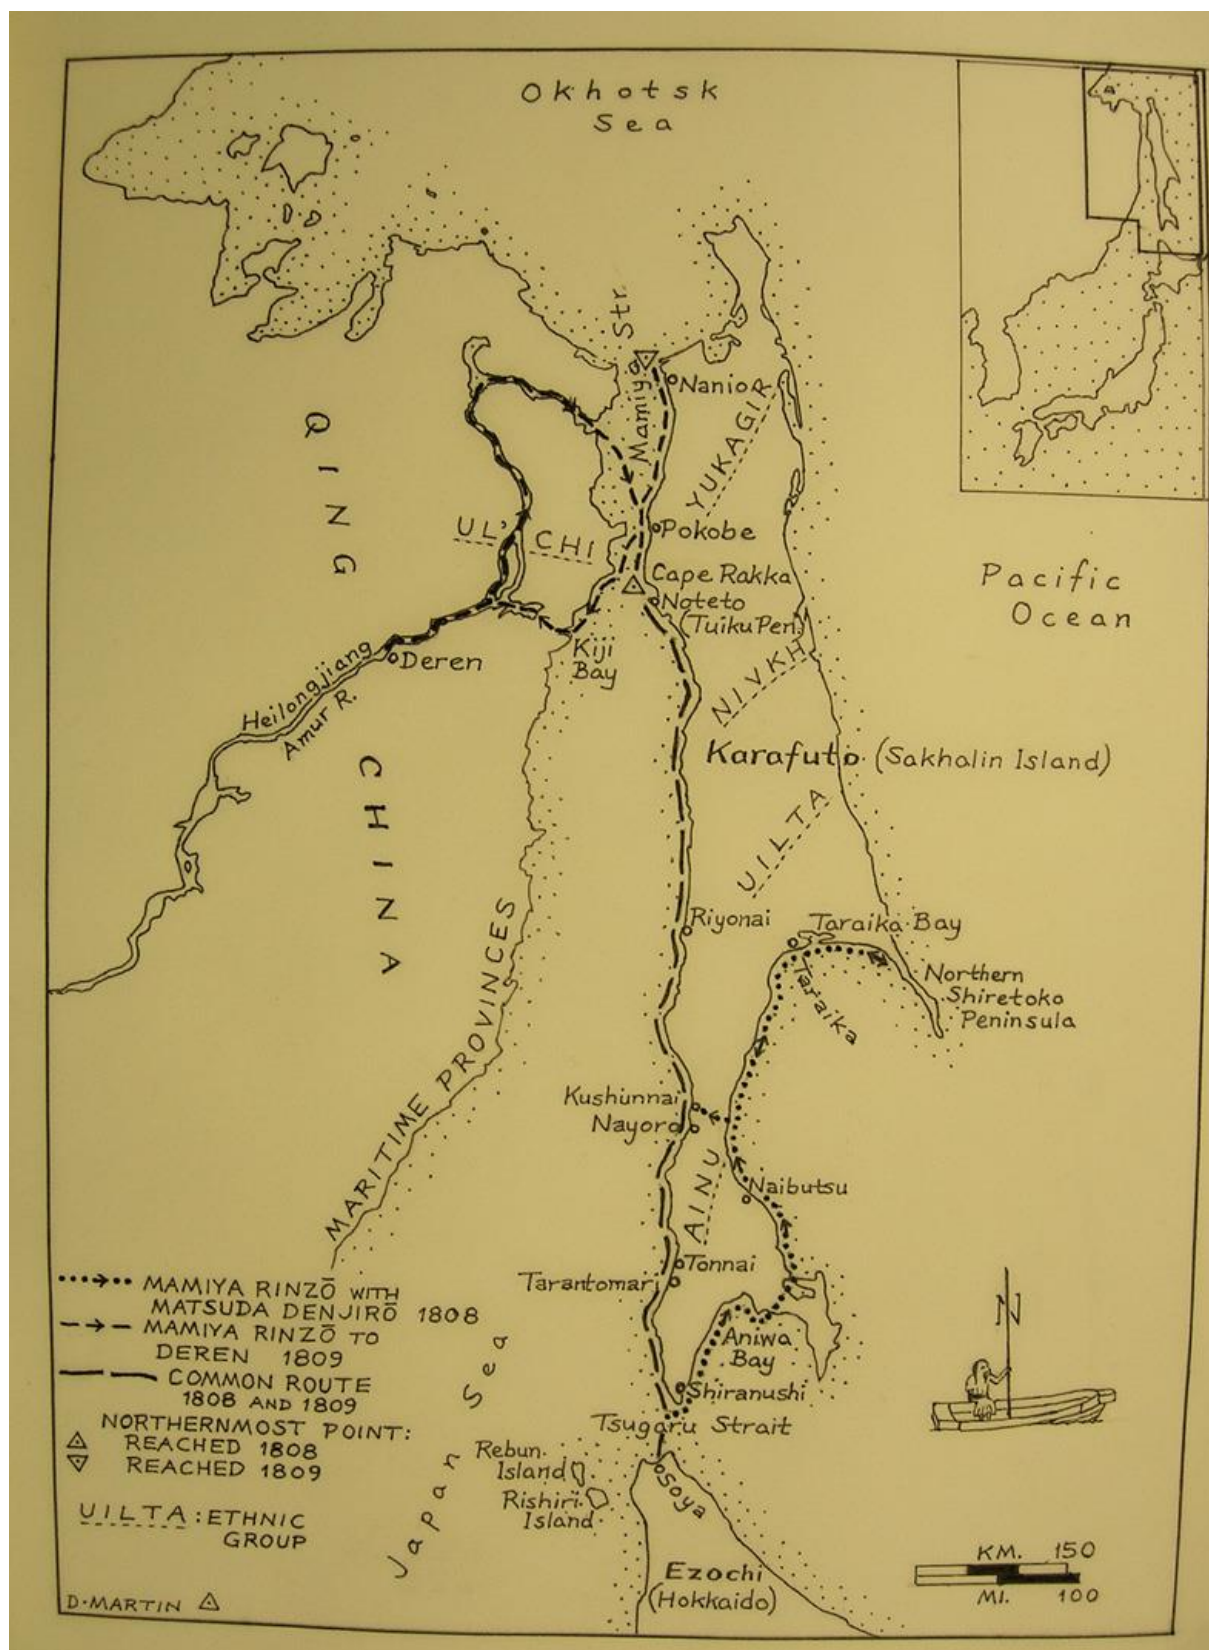 Okhotsk
Sea
Str.
Mamiya
Nanio
YUKAGIR
QING
UL'CHI
Pokobe
Cape Rakka
Noteto
(Tuiku Pen.)
Pacific
Ocean
Kiji
Bay
Deren
Heilongjiang
Amur R.
NIVKH
Karafuto (Sakhalin Island)
CHINA
UILTA
Riyonai
Taraika Bay
Taraika
Northern
Shiretoko
Peninsula
MARITIME PROVINCES
Kushunnai
Nayoro
AINU
Naibutsu
Tonnai
Tarantomari
Aniwa
Bay
Shiranushi
Tsugaru Strait
Rebun
Island
Rishiri
Island
Soya
Japan Sea
Ezochi
(Hokkaido)
MAMIYA RINZŌ WITH
MATSUDA DENJIRŌ 1808
MAMIYA RINZŌ TO
DEREN 1809
COMMON ROUTE
1808 AND 1809
NORTHERNMOST POINT:
REACHED 1808
REACHED 1809
UILTA: ETHNIC
GROUP
D·MARTIN
N
KM. 150
MI. 100